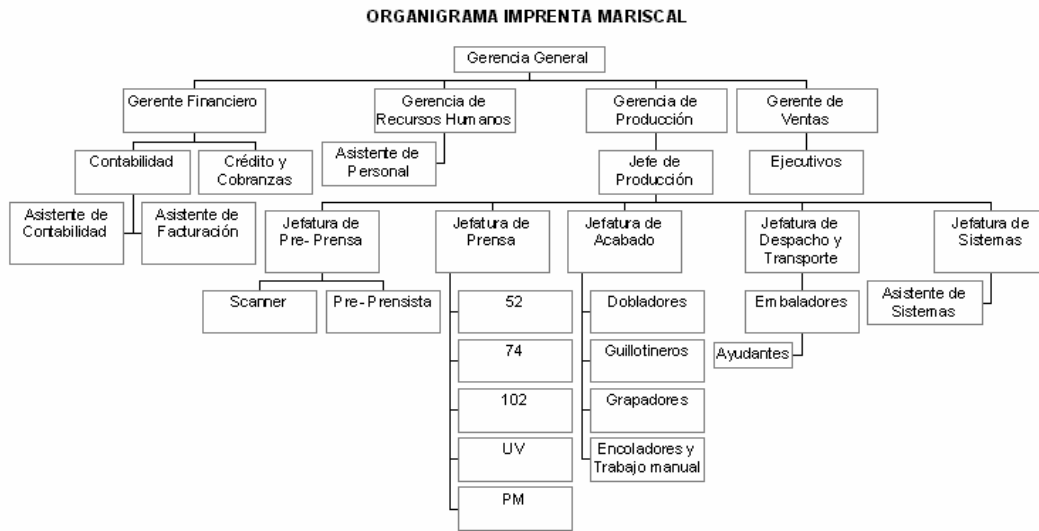 ORGANIGRAMA IMPRENTA MARISCAL
Gerencia General
Gerente Financiero
Gerencia de
Recursos Humanos
Gerencia de
Producción
Gerente de
Ventas
Contabilidad
Crédito y
Cobranzas
Asistente de
Personal
Jefe de
Producción
Ejecutivos
Asistente de
Contabilidad
Asistente de
Facturación
Jefatura de
Pre- Prensa
Jefatura de
Prensa
Jefatura de
Acabado
Jefatura de
Despacho y
Transporte
Jefatura de
Sistemas
Scanner
Pre- Prensista
52
Dobladores
Embaladores
Asistente de
Sistemas
74
Guillotineros
Ayudantes
102
Grapadores
UV
Encoladores y
Trabajo manual
PM